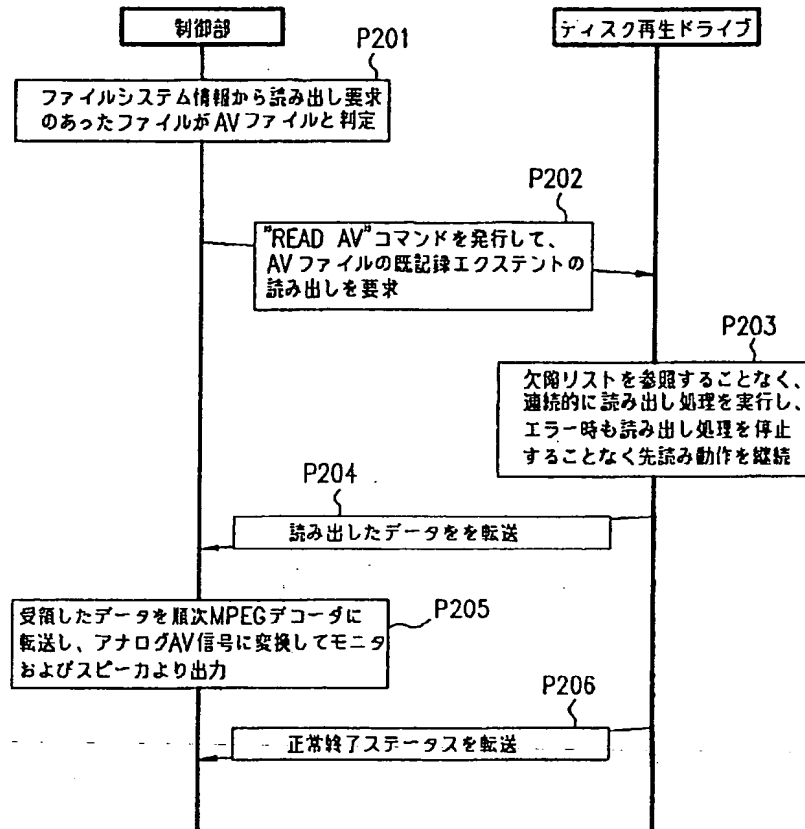 制御部
ディスク再生ドライブ
P201
ファイルシステム情報から読み出し要求
のあったファイルがAVファイルと判定
P202
"READ AV"コマンドを発行して、
AVファイルの既記録エクステントの
読み出しを要求
P203
欠陥リストを参照することなく、
連続的に読み出し処理を実行し、
エラー時も読み出し処理を停止
することなく先読み動作を継続
P204
読み出したデータをを転送
P205
受領したデータを順次MPEGデコーダに
転送し、アナログAV信号に変換してモニタ
およびスピーカより出力
P206
正常終了ステータスを転送